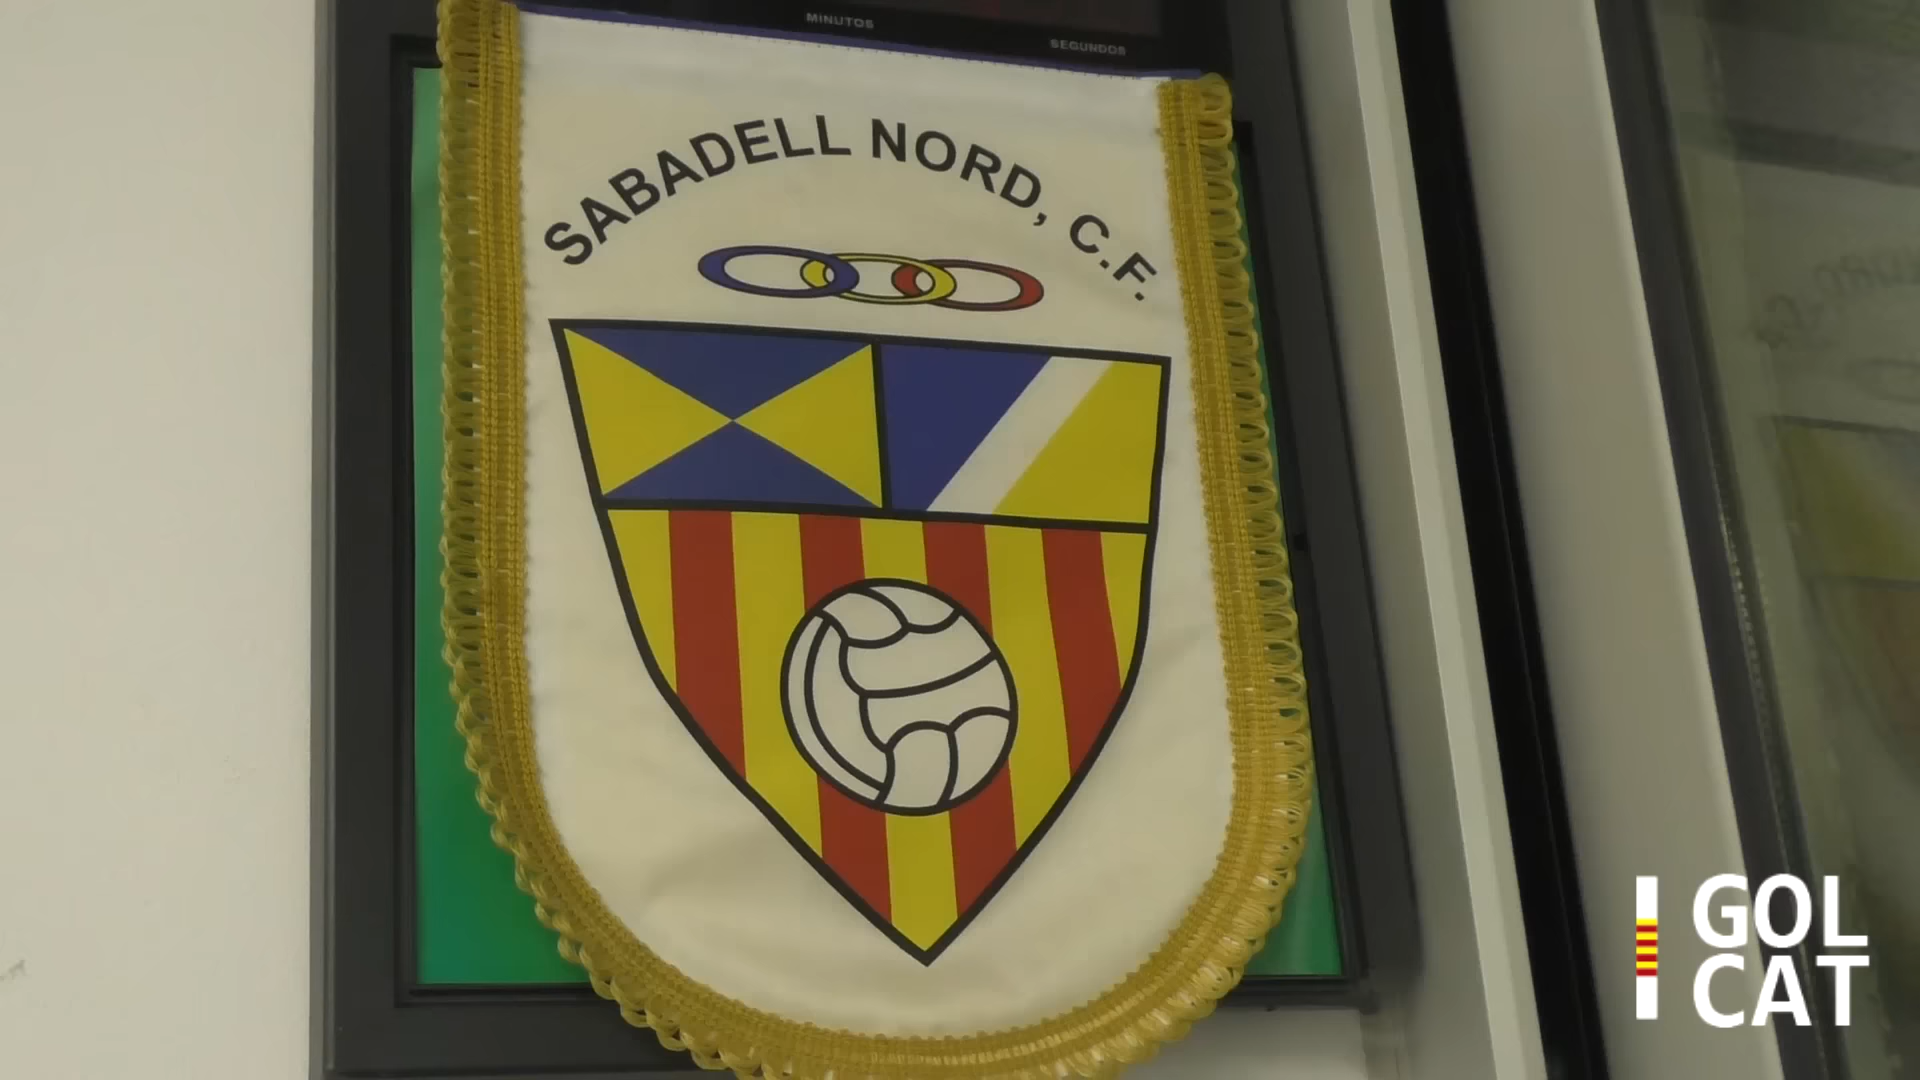 MINUTOS
SEGUNDOS
SABADELL NORD, C.F.
GOL
CAT